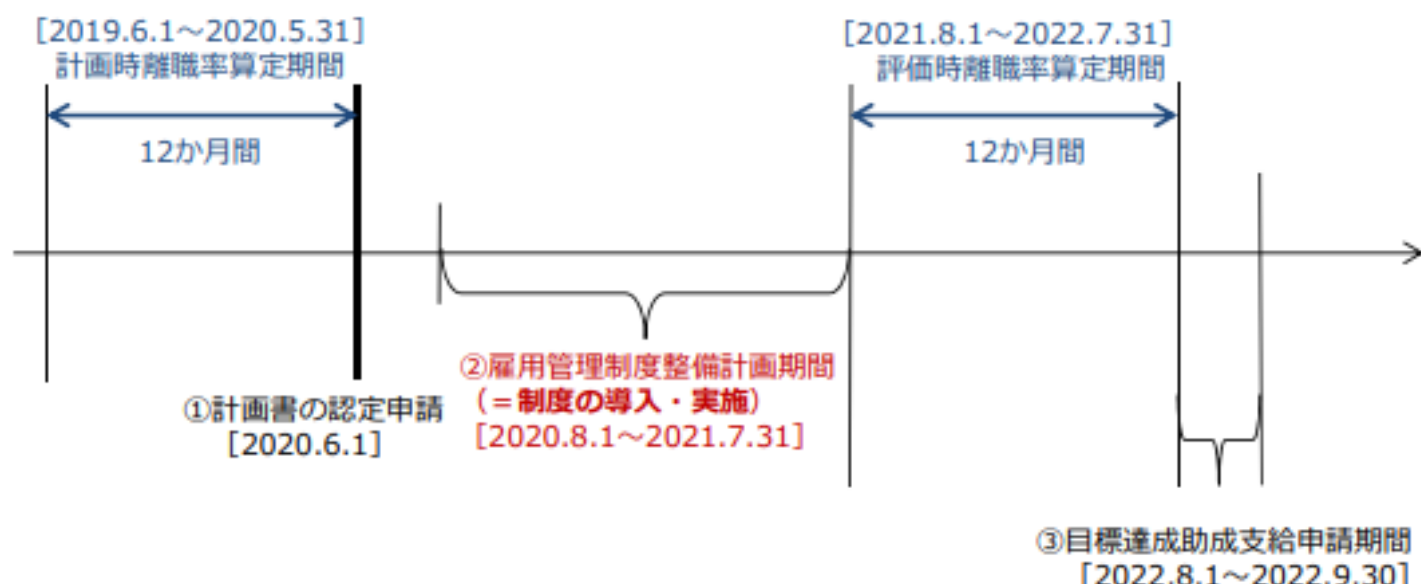 [2019.6.1～2020.5.31]
計画時離職率算定期間
12か月間
[2021.8.1～2022.7.31]
評価時離職率算定期間
12か月間
①計画書の認定申請
[2020.6.1]
②雇用管理制度整備計画期間
(＝制度の導入・実施)
[2020.8.1～2021.7.31]
③目標達成助成支給申請期間
[2022.8.1～2022.9.30]